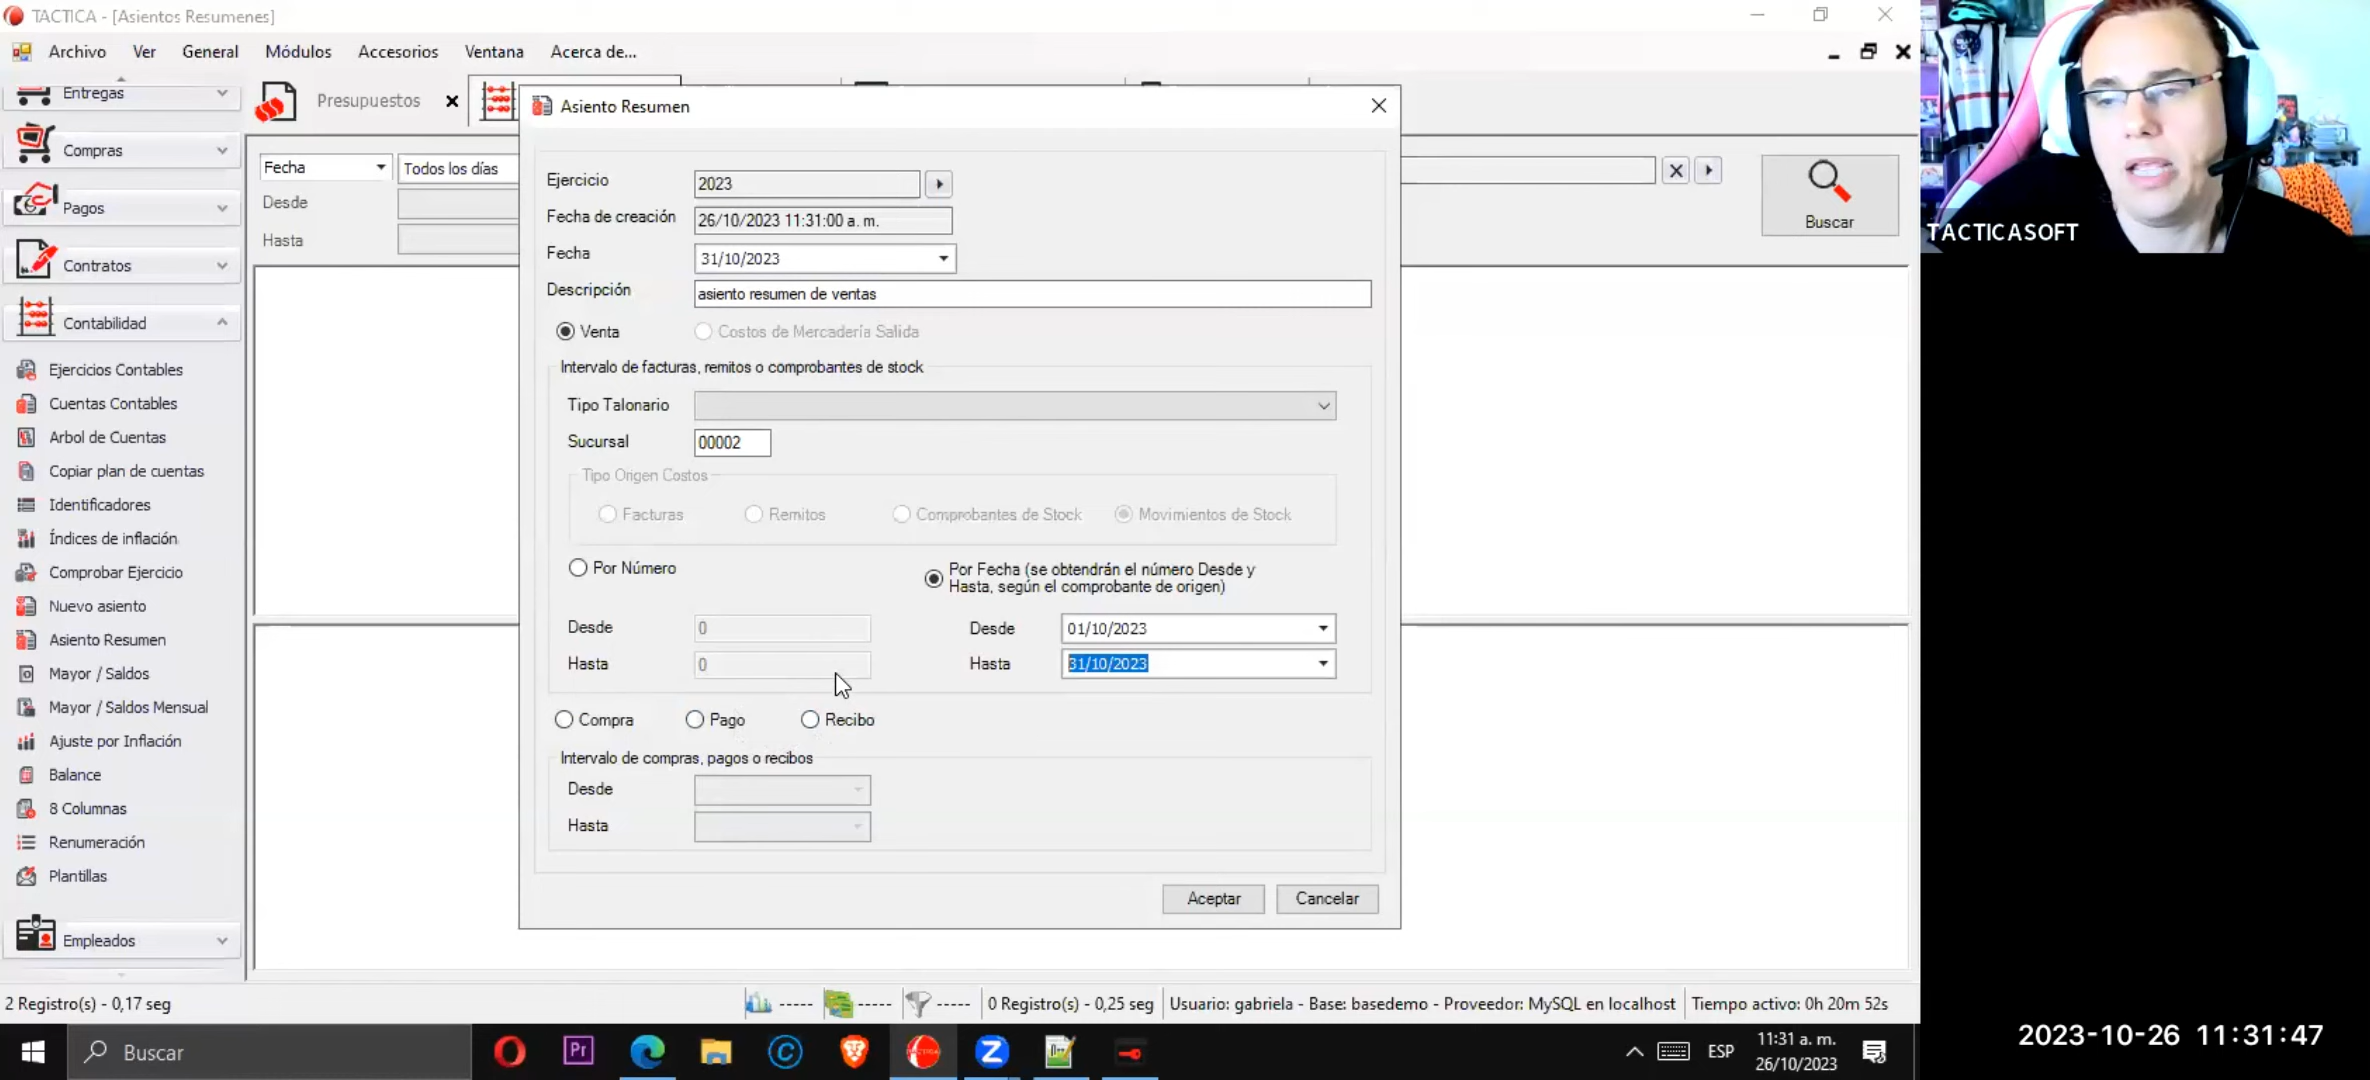 TACTICA - [Asientos Resumenes]
Archivo Ver General Módulos Accesorios Ventana Acerca de...
Entregas
Compras
Pagos
Contratos
Contabilidad
Ejercicios Contables
Cuentas Contables
Arbol de Cuentas
Copiar plan de cuentas
Identificadores
Índices de inflación
Comprobar Ejercicio
Nuevo asiento
Asiento Resumen
Mayor / Saldos
Mayor / Saldos Mensual
Ajuste por Inflación
Balance
8 Columnas
Renumeración
Plantillas
Empleados
Presupuestos
Fecha Todos los días
Desde
Hasta
Buscar
Asiento Resumen
Ejercicio 2023
Fecha de creación 26/10/2023 11:31:00 a. m.
Fecha 31/10/2023
Descripción asiento resumen de ventas
Venta Costos de Mercadería Salida
Intervalo de facturas, remitos o comprobantes de stock
Tipo Talonario
Sucursal 00002
Tipo Origen Costos
Facturas Remitos Comprobantes de Stock Movimientos de Stock
Por Número
Por Fecha (se obtendrán el número Desde y
Hasta, según el comprobante de origen)
Desde 0 Desde 01/10/2023
Hasta 0 Hasta 31/10/2023
Compra Pago Recibo
Intervalo de compras, pagos o recibos
Desde
Hasta
Aceptar Cancelar
TACTICASOFT
2 Registro(s) - 0,17 seg ----- ----- ----- 0 Registro(s) - 0,25 seg Usuario: gabriela - Base: basedemo - Proveedor: MySQL en localhost Tiempo activo: 0h 20m 52s
Buscar
Pr
ESP
11:31 a. m.
26/10/2023
2023-10-26 11:31:47